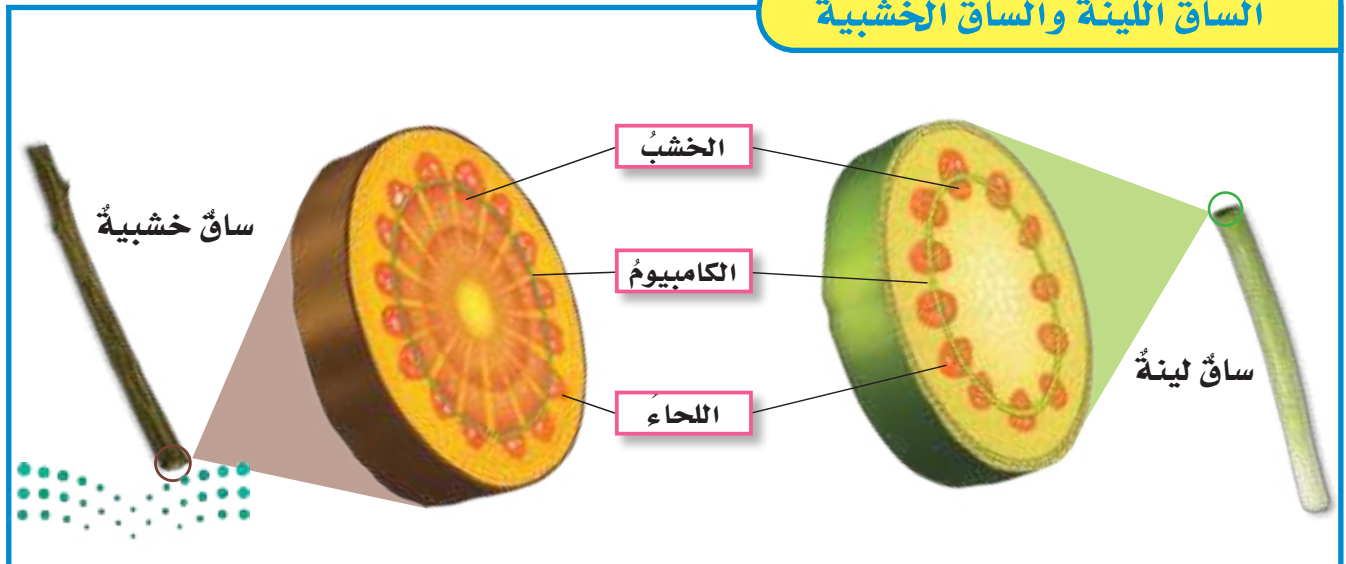 الساق اللينة والساق الخشبية
الخشبُ
ساقٌ خشبيةٌ
الكامبيومُ
ساقٌ لينةٌ
اللحاءُ